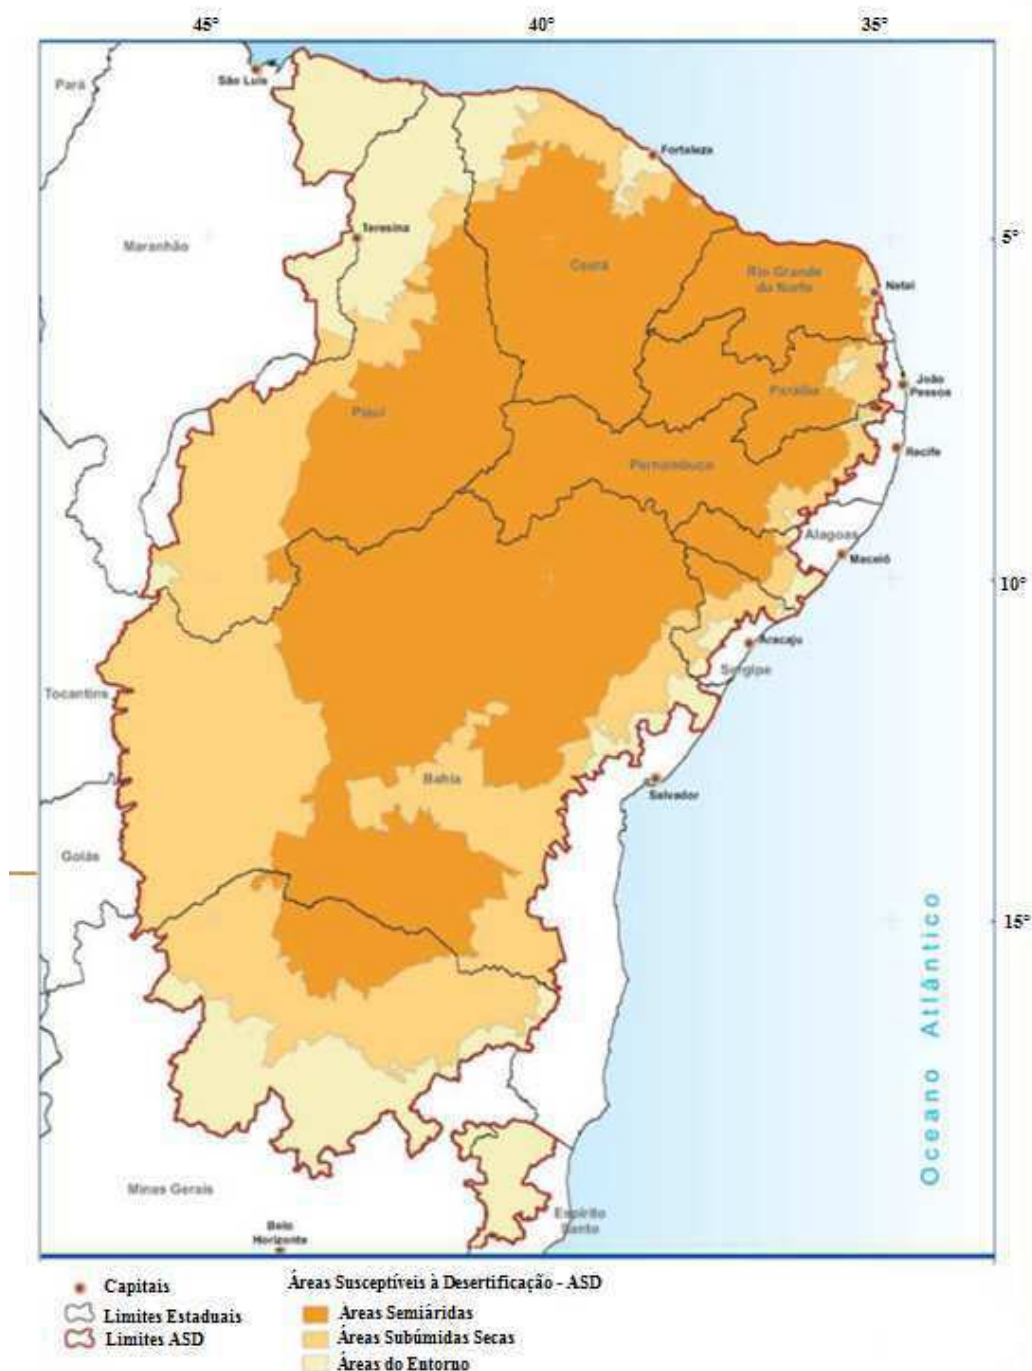 45° 40° 35°
Pará
São Luís
Fortaleza
Teresina
Maranhão
5°
Ceará
Rio Grande
do Norte
Natal
João
Pessoa
Paraíba
Piauí
Recife
Pernambuco
Alagoas
Maceió
10°
Aracaju
Sergipe
Tocantins
Bahia
Salvador
Goiás
15°
Oceano Atlântico
Minas Gerais
Belo
Horizonte
Espírito
Santo
Capitais
Limites Estaduais
Limites ASD
Áreas Susceptíveis à Desertificação - ASD
Áreas Semiáridas
Áreas Subúmidas Secas
Áreas do Entorno